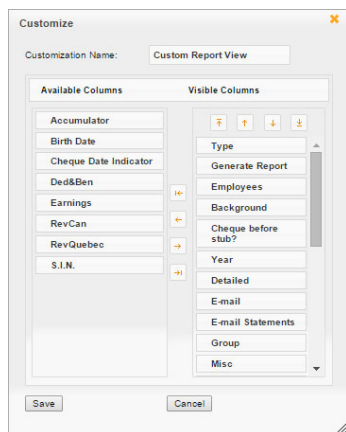 Customize
Customization Name: Custom Report View
Available Columns Visible Columns
Accumulator
Birth Date
Cheque Date Indicator
Ded&Ben
Earnings
RevCan
RevQuebec
S.I.N.
Type
Generate Report
Employees
Background
Cheque before
stub?
Year
Detailed
E-mail
E-mail Statements
Group
Misc
Save Cancel